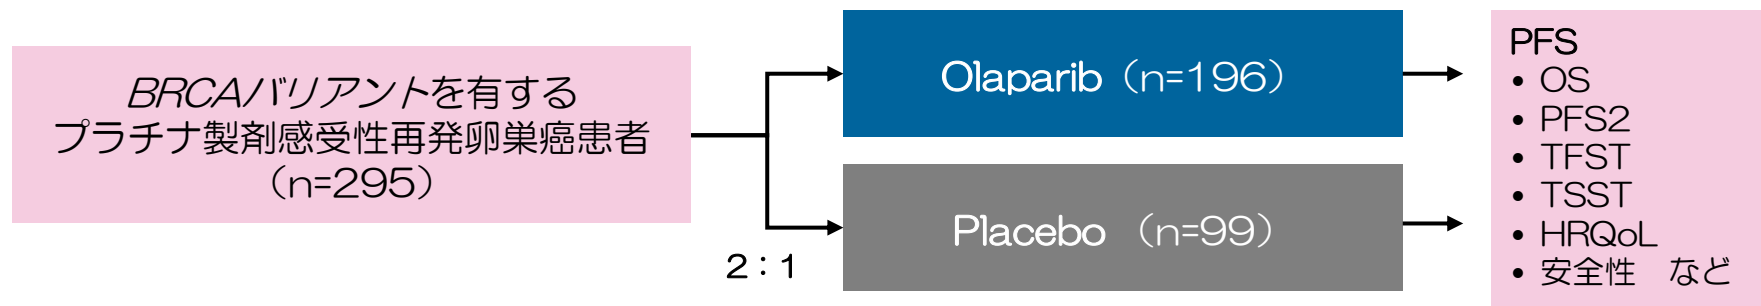 BRCAバリアントを有する
プラチナ製剤感受性再発卵巣癌患者
（n=295）
2：1
Olaparib（n=196）
Placebo （n=99）
PFS
• OS
• PFS2
• TFST
• TSST
• HRQoL
• 安全性　など